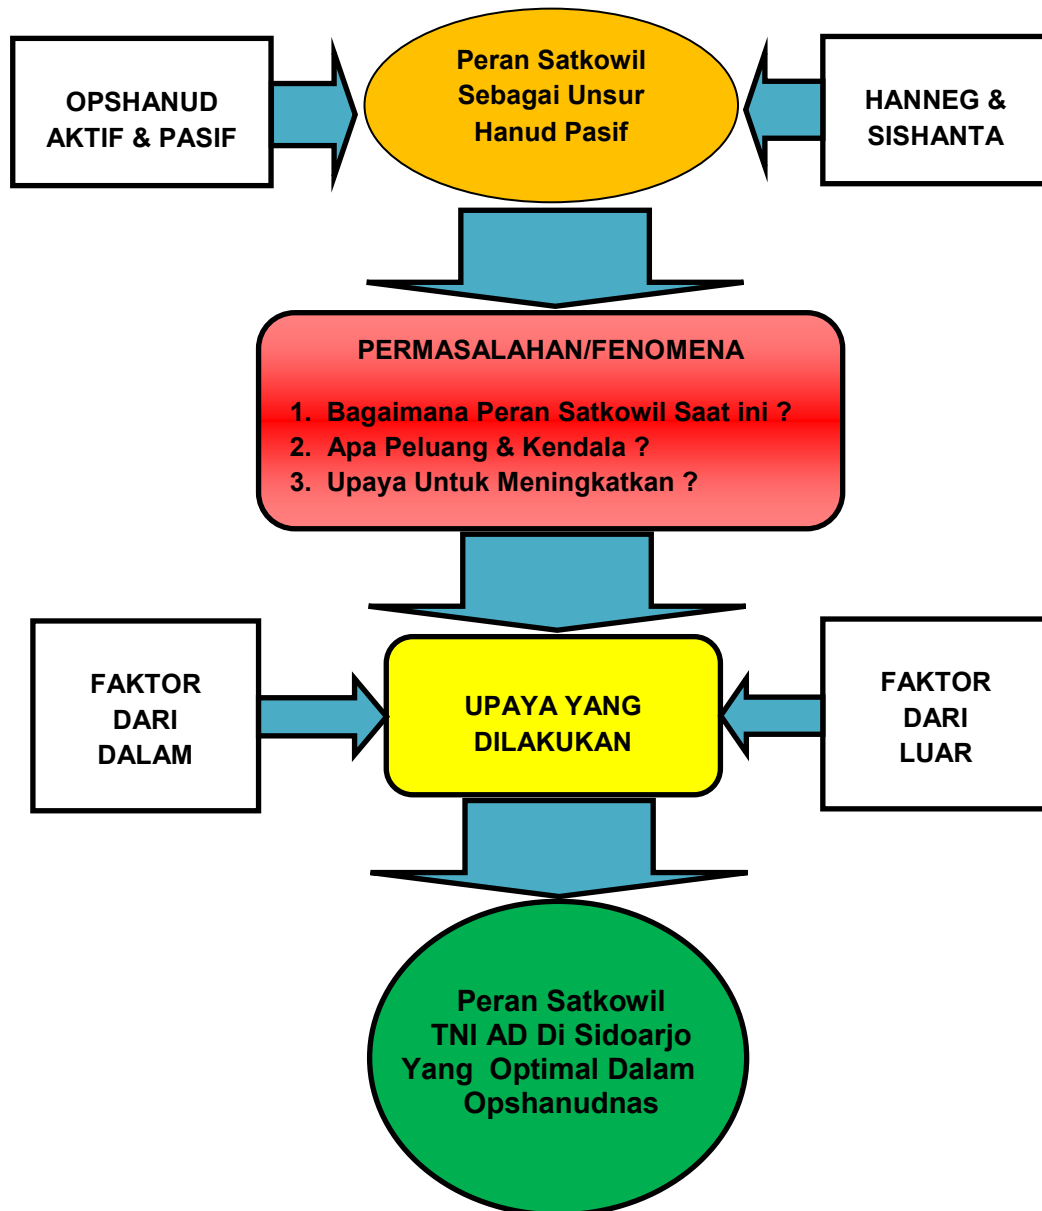 OPSHANUD
AKTIF & PASIF
Peran Satkowil
Sebagai Unsur
Hanud Pasif
HANNEG &
SISHANTA
PERMASALAHAN/FENOMENA
1. Bagaimana Peran Satkowil Saat ini ?
2. Apa Peluang & Kendala ?
3. Upaya Untuk Meningkatkan ?
FAKTOR
DARI
DALAM
UPAYA YANG
DILAKUKAN
FAKTOR
DARI
LUAR
Peran Satkowil
TNI AD Di Sidoarjo
Yang Optimal Dalam
Opshanudnas